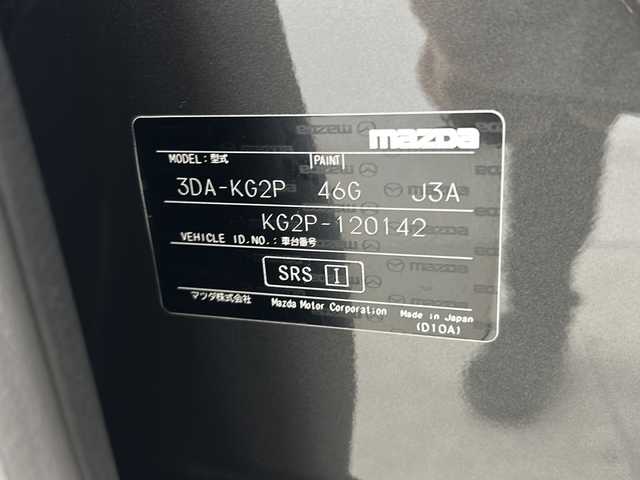 mazda
MODEL:型式 PAINT
3DA-KG2P 46G J3A
KG2P-120142
VEHICLE ID.NO.:車台番号
SRS I
マツダ株式会社 Mazda Motor Corporation Made in Japan
(D10A)